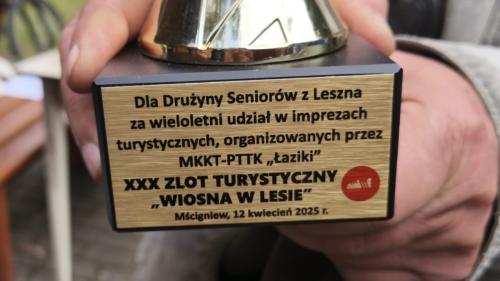 Dla Drużyny Seniorów z Leszna
za wieloletni udział w imprezach
turystycznych, organizowanych przez
MKKT-PTTK „Łaziki”
XXX ZLOT TURYSTYCZNY
„WIOSNA W LESIE”
Mścigniew, 12 kwiecień 2025 r.